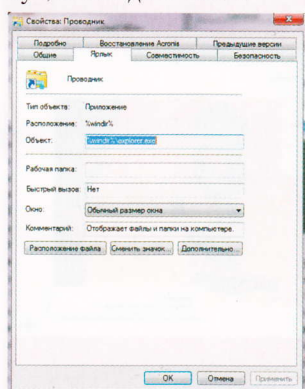 Свойства: Проводник
Подробно Восстановление Acronis Предыдущие версии
Общие Ярлык Совместимость Безопасность
Проводник
Тип объекта: Приложение
Расположение: %windir%
Объект: %windir%\explorer.exe
Рабочая папка:
Быстрый вызов: Нет
Окно: Обычный размер окна
Комментарий: Отображает файлы и папки на компьютере.
Расположение файла Сменить значок... Дополнительно...
OK Отмена Применить